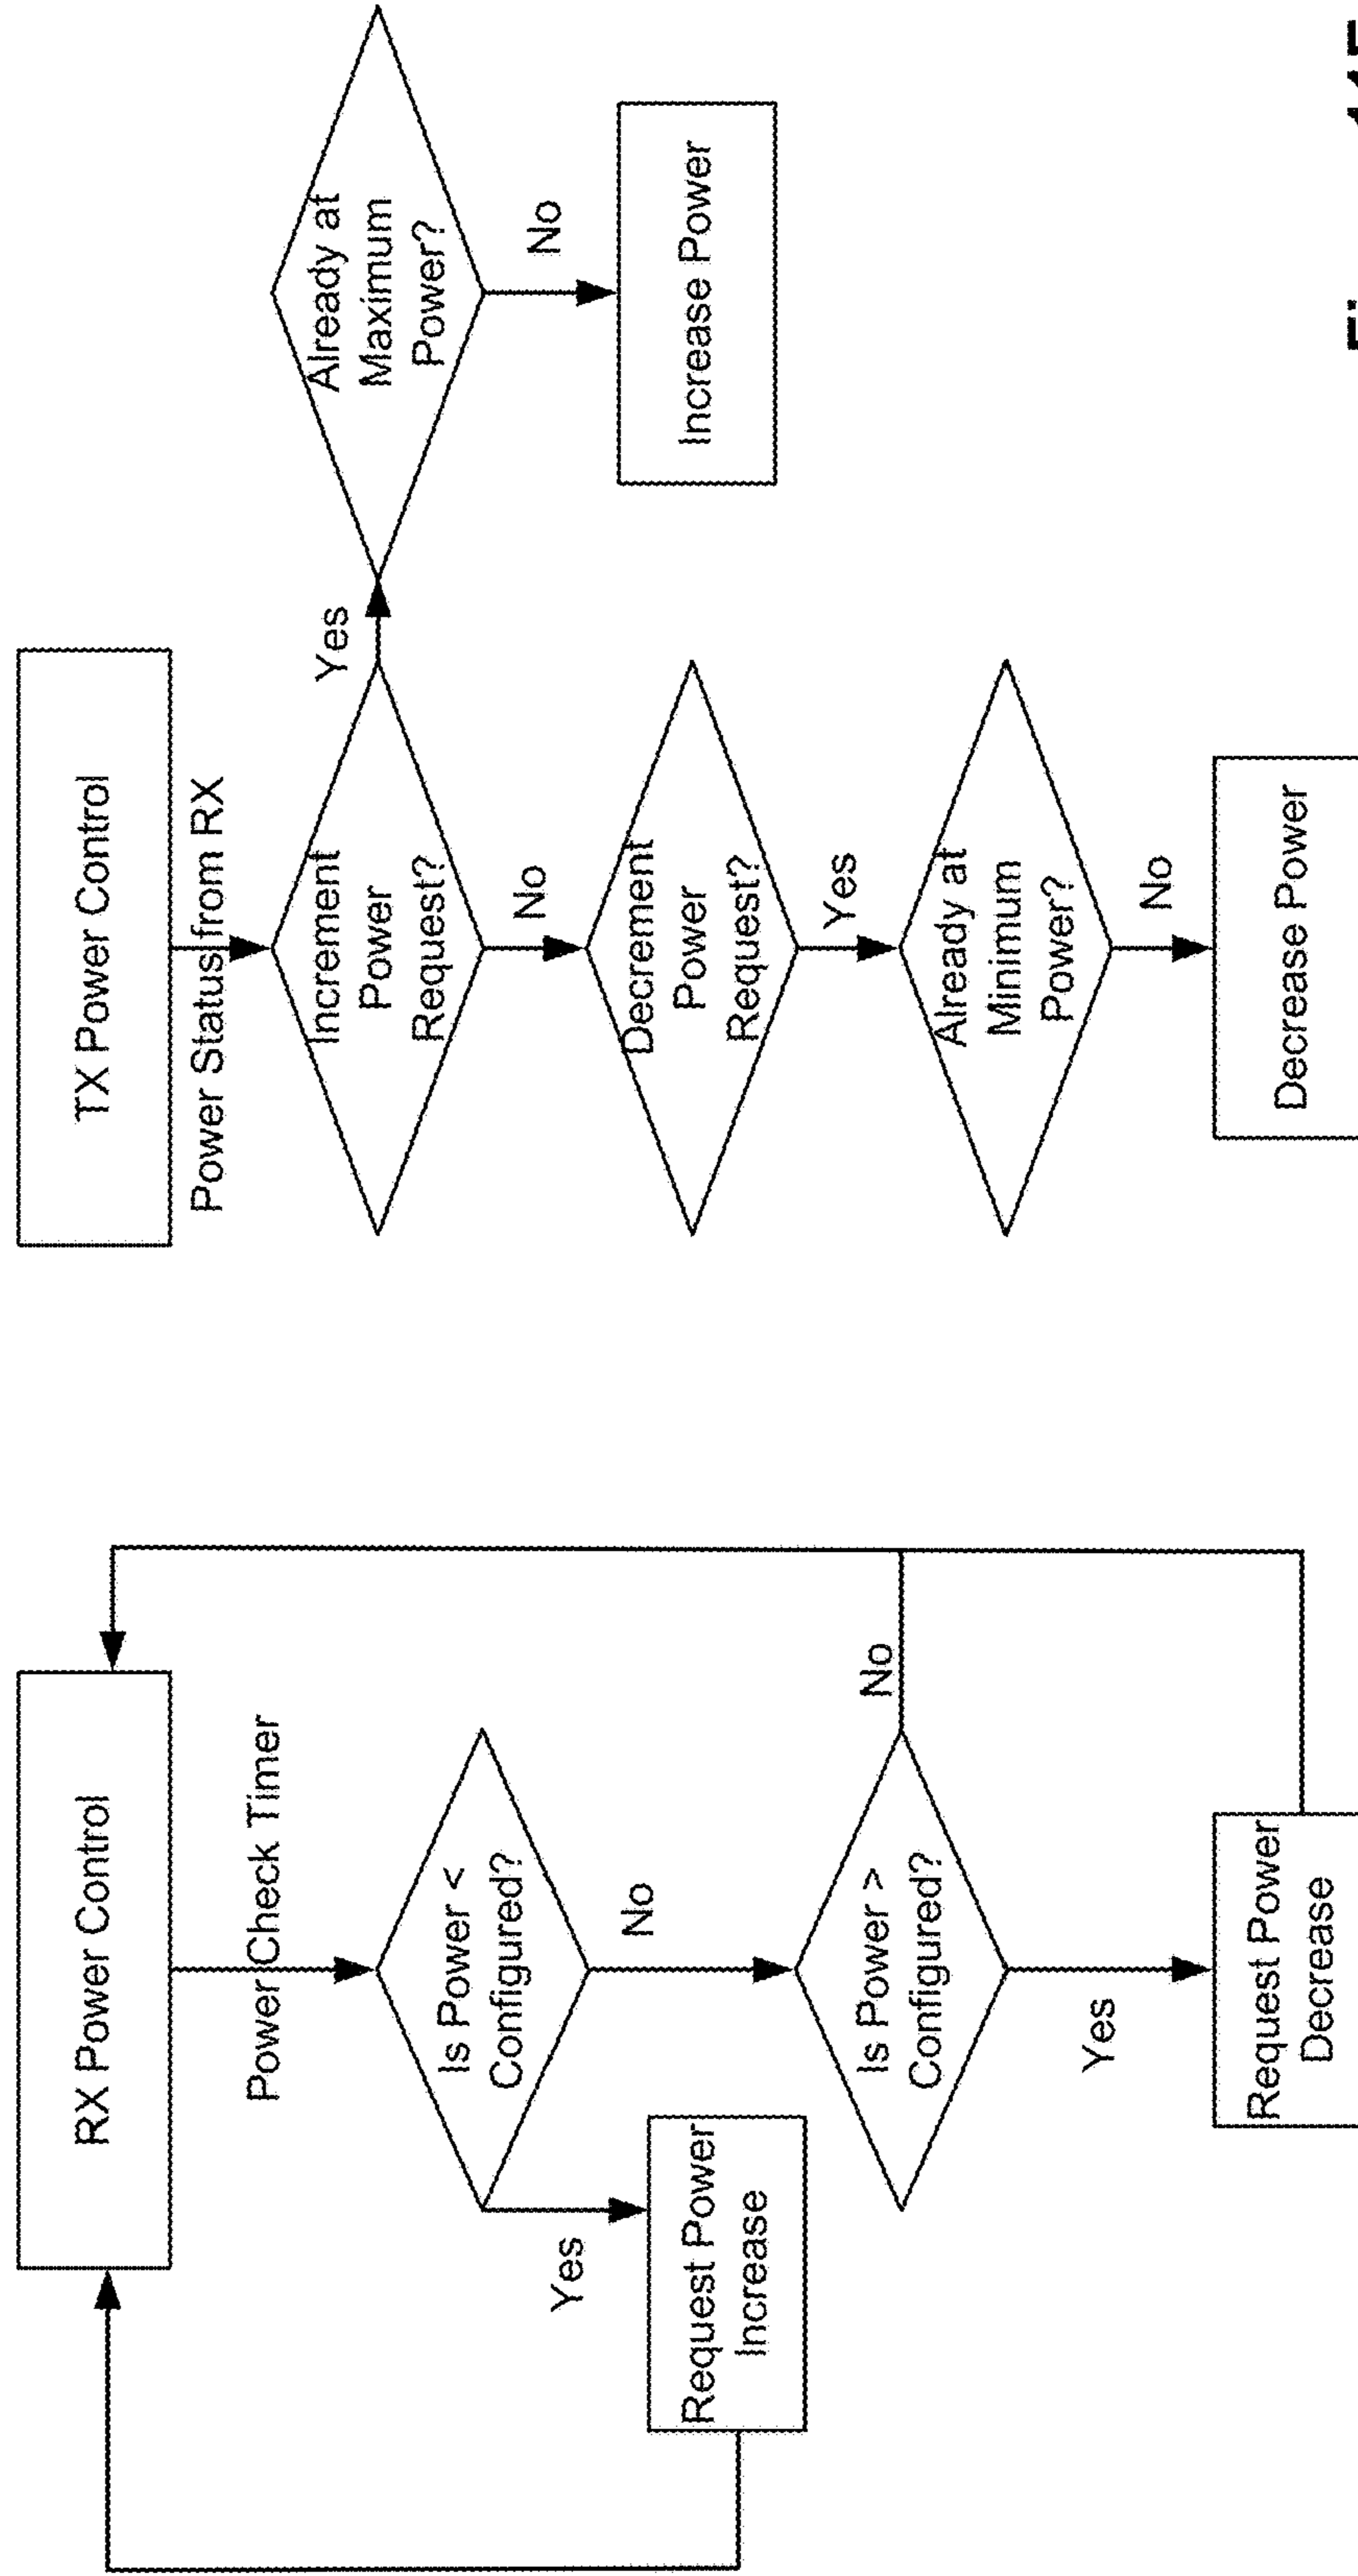 RX Power Control
Power Check Timer
Is Power <
Configured?
Yes
No
Request Power
Increase
Is Power >
Configured?
No
Yes
Request Power
Decrease
TX Power Control
Power Status from RX
Increment
Power
Request?
Yes
No
Already at
Maximum
Power?
No
Increase Power
Decrement
Power
Request?
Yes
Already at
Minimum
Power?
No
Decrease Power